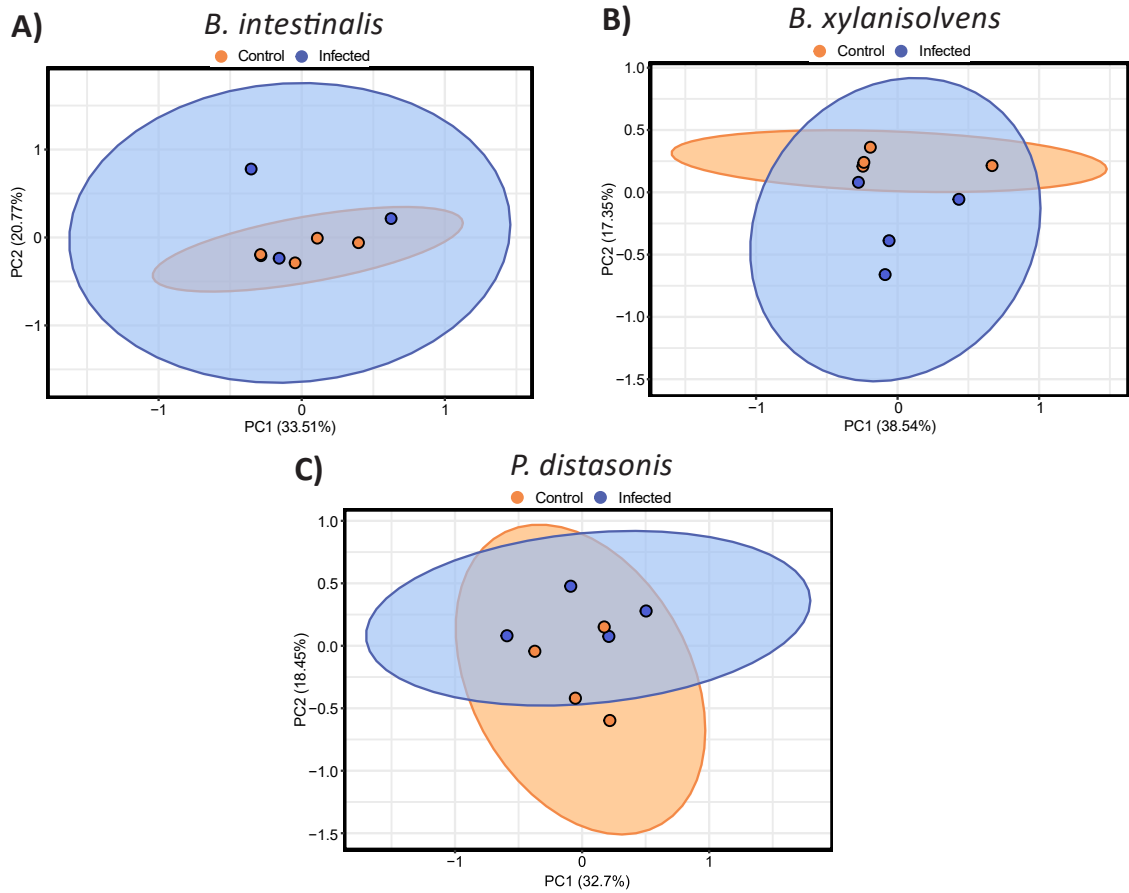 A)
B. intestinalis
Control Infected
1
0
−1
PC2 (20.77%)
−1 0 1
PC1 (33.51%)
B)
B. xylanisolvens
Control Infected
1.0
0.5
0.0
−0.5
−1.0
−1.5
PC2 (17.35%)
−1 0 1
PC1 (38.54%)
C)
P. distasonis
Control Infected
1.0
0.5
0.0
−0.5
−1.0
−1.5
PC2 (18.45%)
−1 0 1
PC1 (32.7%)